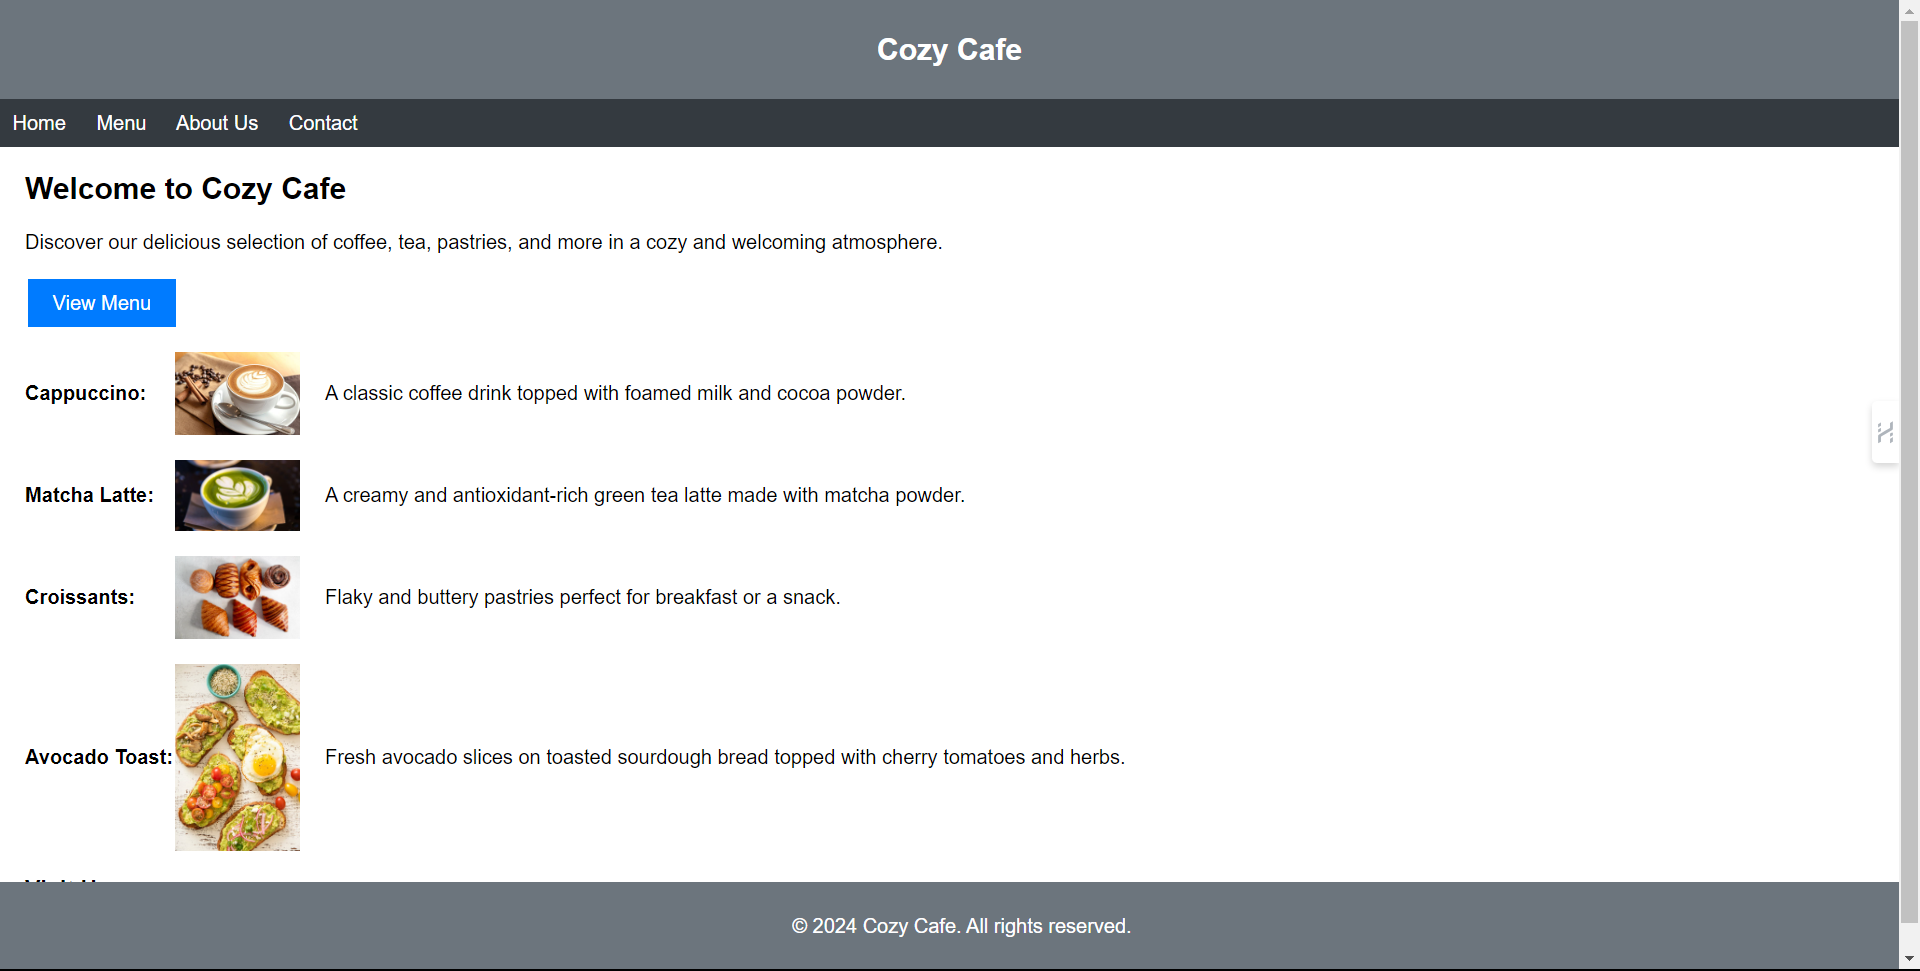 Cozy Cafe
Home Menu About Us Contact
Welcome to Cozy Cafe
Discover our delicious selection of coffee, tea, pastries, and more in a cozy and welcoming atmosphere.
View Menu
Cappuccino: A classic coffee drink topped with foamed milk and cocoa powder.
Matcha Latte: A creamy and antioxidant-rich green tea latte made with matcha powder.
Croissants: Flaky and buttery pastries perfect for breakfast or a snack.
Avocado Toast: Fresh avocado slices on toasted sourdough bread topped with cherry tomatoes and herbs.
© 2024 Cozy Cafe. All rights reserved.